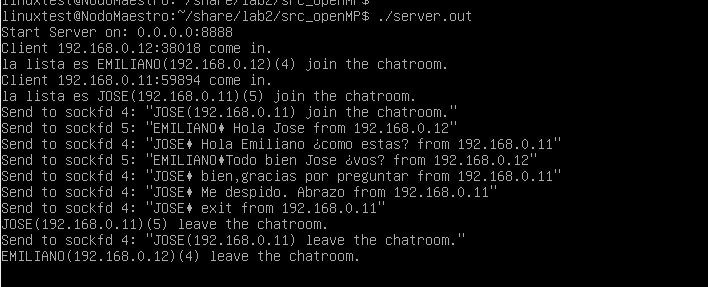 linuxtest@NodoMaestro:~/share/lab2/src_openMP$
linuxtest@NodoMaestro:~/share/lab2/src_openMP$ ./server.out
Start Server on: 0.0.0.0:8888
Client 192.168.0.12:38018 come in.
la lista es EMILIANO(192.168.0.12)(4) join the chatroom.
Client 192.168.0.11:59894 come in.
la lista es JOSE(192.168.0.11)(5) join the chatroom.
Send to sockfd 4: "JOSE(192.168.0.11) join the chatroom."
Send to sockfd 5: "EMILIANO♦ Hola Jose from 192.168.0.12"
Send to sockfd 4: "JOSE♦ Hola Emiliano ¿como estas? from 192.168.0.11"
Send to sockfd 5: "EMILIANO♦Todo bien Jose ¿vos? from 192.168.0.12"
Send to sockfd 4: "JOSE♦ bien,gracias por preguntar from 192.168.0.11"
Send to sockfd 4: "JOSE♦ Me despido. Abrazo from 192.168.0.11"
Send to sockfd 4: "JOSE♦ exit from 192.168.0.11"
JOSE(192.168.0.11)(5) leave the chatroom.
Send to sockfd 4: "JOSE(192.168.0.11) leave the chatroom."
EMILIANO(192.168.0.12)(4) leave the chatroom.